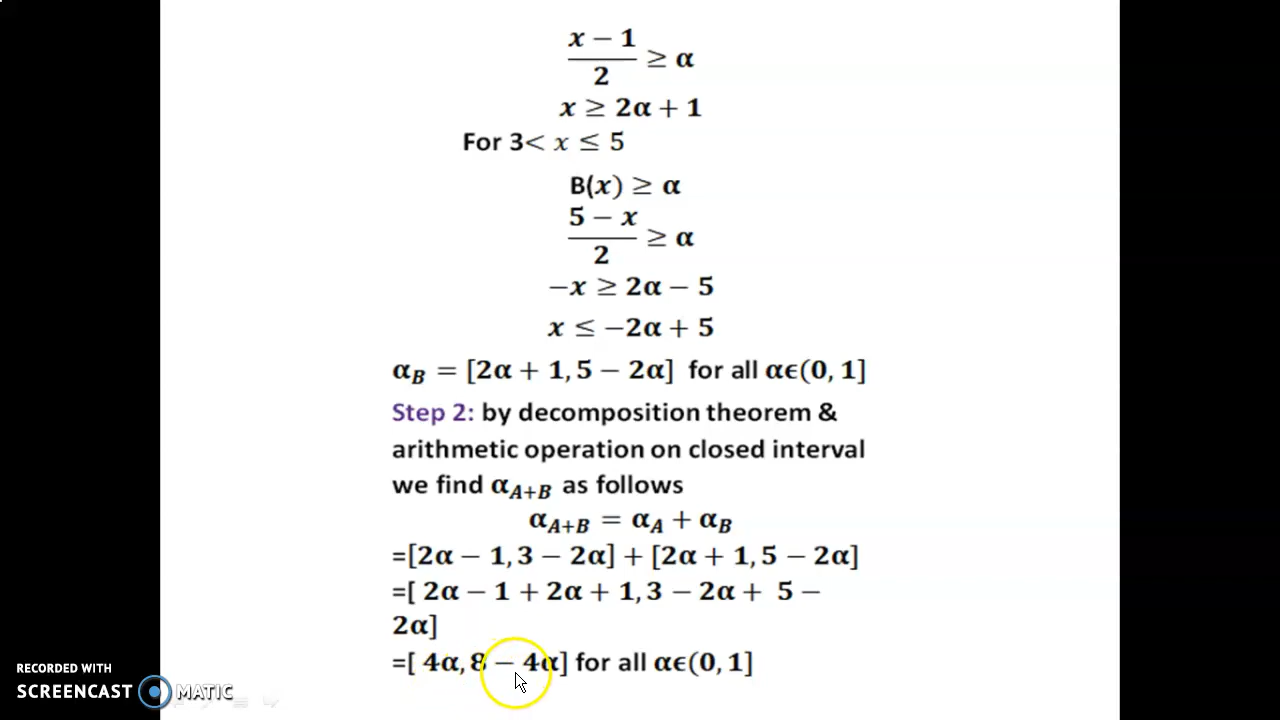 x − 1
2
≥ α
x ≥ 2α + 1
For 3< x ≤ 5
B(x) ≥ α
5 − x
2
≥ α
−x ≥ 2α − 5
x ≤ −2α + 5
α_B = [2α + 1, 5 − 2α] for all αϵ(0, 1]
Step 2: by decomposition theorem &
arithmetic operation on closed interval
we find α_{A+B} as follows
α_{A+B} = α_A + α_B
=[2α − 1, 3 − 2α] + [2α + 1, 5 − 2α]
=[ 2α − 1 + 2α + 1, 3 − 2α + 5 −
2α]
=[ 4α, 8 − 4α] for all αϵ(0, 1]
RECORDED WITH
SCREENCAST MATIC